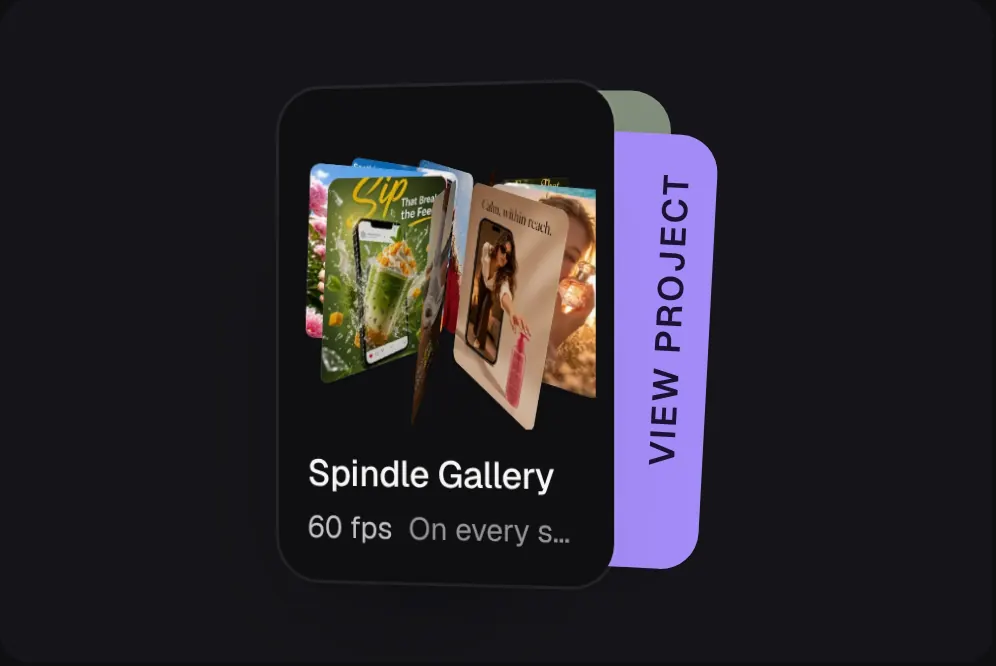 Sip
That Brea
the Fee
Calm, within reach.
VIEW PROJECT
Spindle Gallery
60 fps On every s...